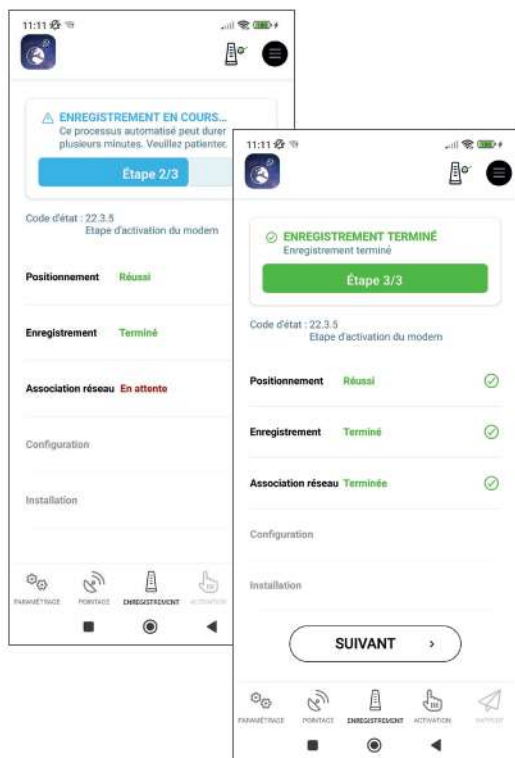 11:11
ENREGISTREMENT EN COURS...
Ce processus automatisé peut durer
plusieurs minutes. Veuillez patienter.
Étape 2/3
Code d'état : 22.3.5
Etape d'activation du modem
Positionnement Réussi
Enregistrement Terminé
Association réseau En attente
Configuration
Installation
PARAMÉTRAGE POINTAGE ENREGISTREMENT ACTIVATION
11:11
ENREGISTREMENT TERMINÉ
Enregistrement terminé
Étape 3/3
Code d'état : 22.3.5
Etape d'activation du modem
Positionnement Réussi
Enregistrement Terminé
Association réseau Terminée
Configuration
Installation
SUIVANT >
PARAMÉTRAGE POINTAGE ENREGISTREMENT ACTIVATION RAPPORT